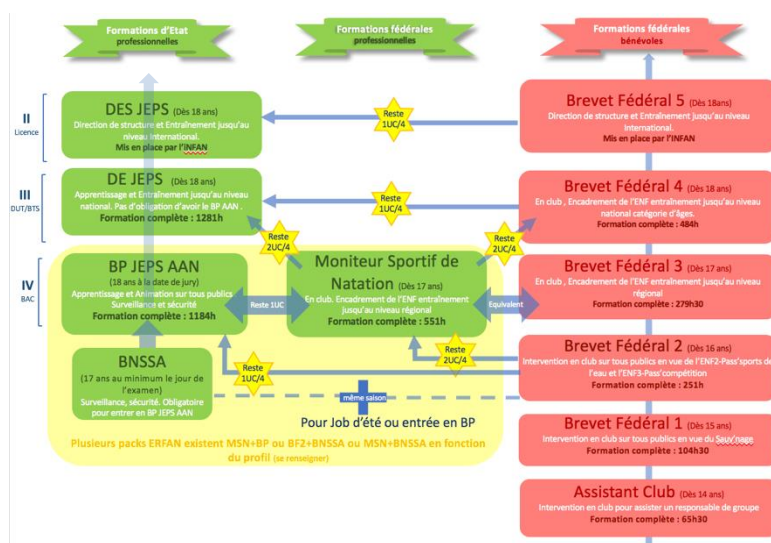 Formations d'Etat
professionnelles
Formations fédérales
professionnelles
Formations fédérales
bénévoles
II
Licence
DES JEPS (Dès 18 ans)
Direction de structure et Entraînement jusqu'au
niveau International.
Mis en place par l'INFAN
Reste
1UC/4
Brevet Fédéral 5 (Dès 18ans)
Direction de structure et Entraînement jusqu'au niveau
International.
Mis en place par l'INFAN
III
DUT/BTS
DE JEPS (Dès 18 ans)
Apprentissage et Entraînement jusqu'au niveau
national. Pas d'obligation d'avoir le BP AAN .
Formation complète : 1281h
Reste
1UC/4
Brevet Fédéral 4 (Dès 18 ans)
En club , Encadrement de l'ENF entraînement jusqu'au niveau
national catégorie d'âges.
Formation complète : 484h
Reste
2UC/4
Reste
2UC/4
IV
BAC
BP JEPS AAN
(18 ans à la date de jury)
Apprentissage et Animation sur tous publics
Surveillance et sécurité
Formation complète : 1184h
Reste 1UC
Moniteur Sportif de
Natation (Dès 17 ans)
En club. Encadrement de l'ENF entraînement
jusqu'au niveau régional
Formation complète : 551h
Equivalent
Brevet Fédéral 3 (Dès 17 ans)
En club , Encadrement de l'ENF entraînement jusqu'au niveau
régional
Formation complète : 279h30
Reste
1UC/4
Reste
2UC/4
Brevet Fédéral 2 (Dès 16 ans)
Intervention en club sur tous publics en vue de l'ENF2-Pass'sports de
l'eau et l'ENF3-Pass'compétition
Formation complète : 251h
BNSSA
(17 ans au minimum le jour de
l'examen)
Surveillance, sécurité. Obligatoire
pour entrer en BP JEPS AAN
même saison
Pour Job d'été ou entrée en BP
Plusieurs packs ERFAN existent MSN+BP ou BF2+BNSSA ou MSN+BNSSA en fonction
du profil (se renseigner)
Brevet Fédéral 1 (Dès 15 ans)
Intervention en club sur tous publics en vue du Sauv'nage
Formation complète : 104h30
Assistant Club (Dès 14 ans)
Intervention en club pour assister un responsable de groupe
Formation complète : 65h30